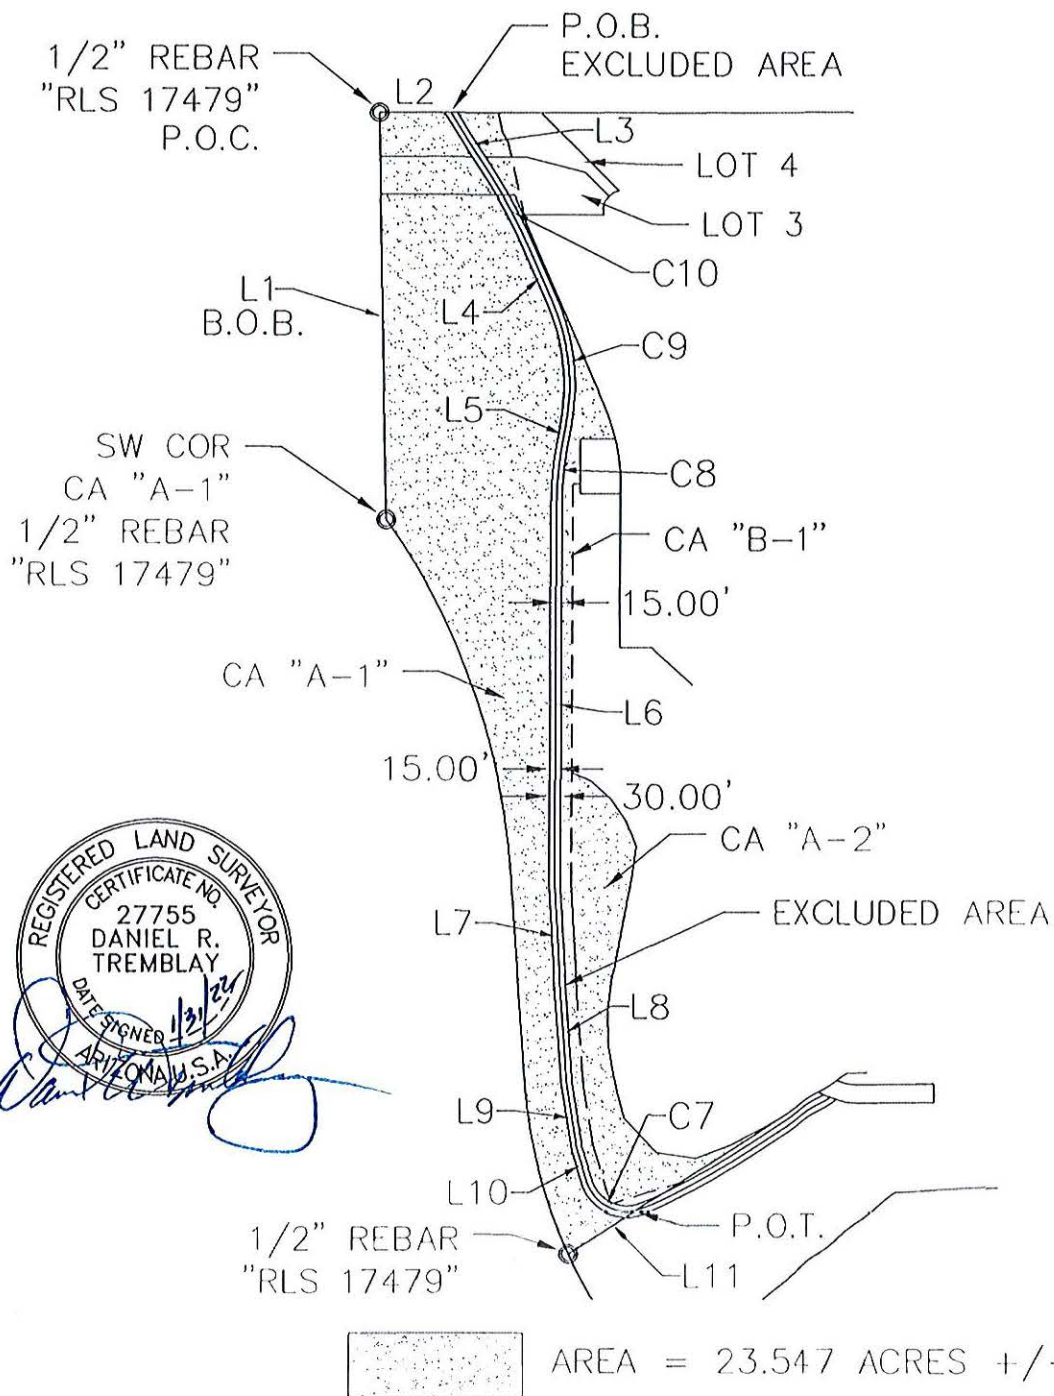 P.O.B.
EXCLUDED AREA
1/2" REBAR
"RLS 17479"
P.O.C.
L2
L3
LOT 4
LOT 3
C10
L1
B.O.B.
L4
C9
L5
SW COR
CA "A-1"
1/2" REBAR
"RLS 17479"
C8
CA "B-1"
15.00'
CA "A-1"
L6
15.00'
30.00'
CA "A-2"
REGISTERED LAND SURVEYOR
CERTIFICATE NO.
27755
DANIEL R.
TREMBLAY
DATE SIGNED 1/31/22
ARIZONA, U.S.A.
L7
EXCLUDED AREA
L8
L9
C7
L10
P.O.T.
1/2" REBAR
"RLS 17479"
L11
AREA = 23.547 ACRES +/-